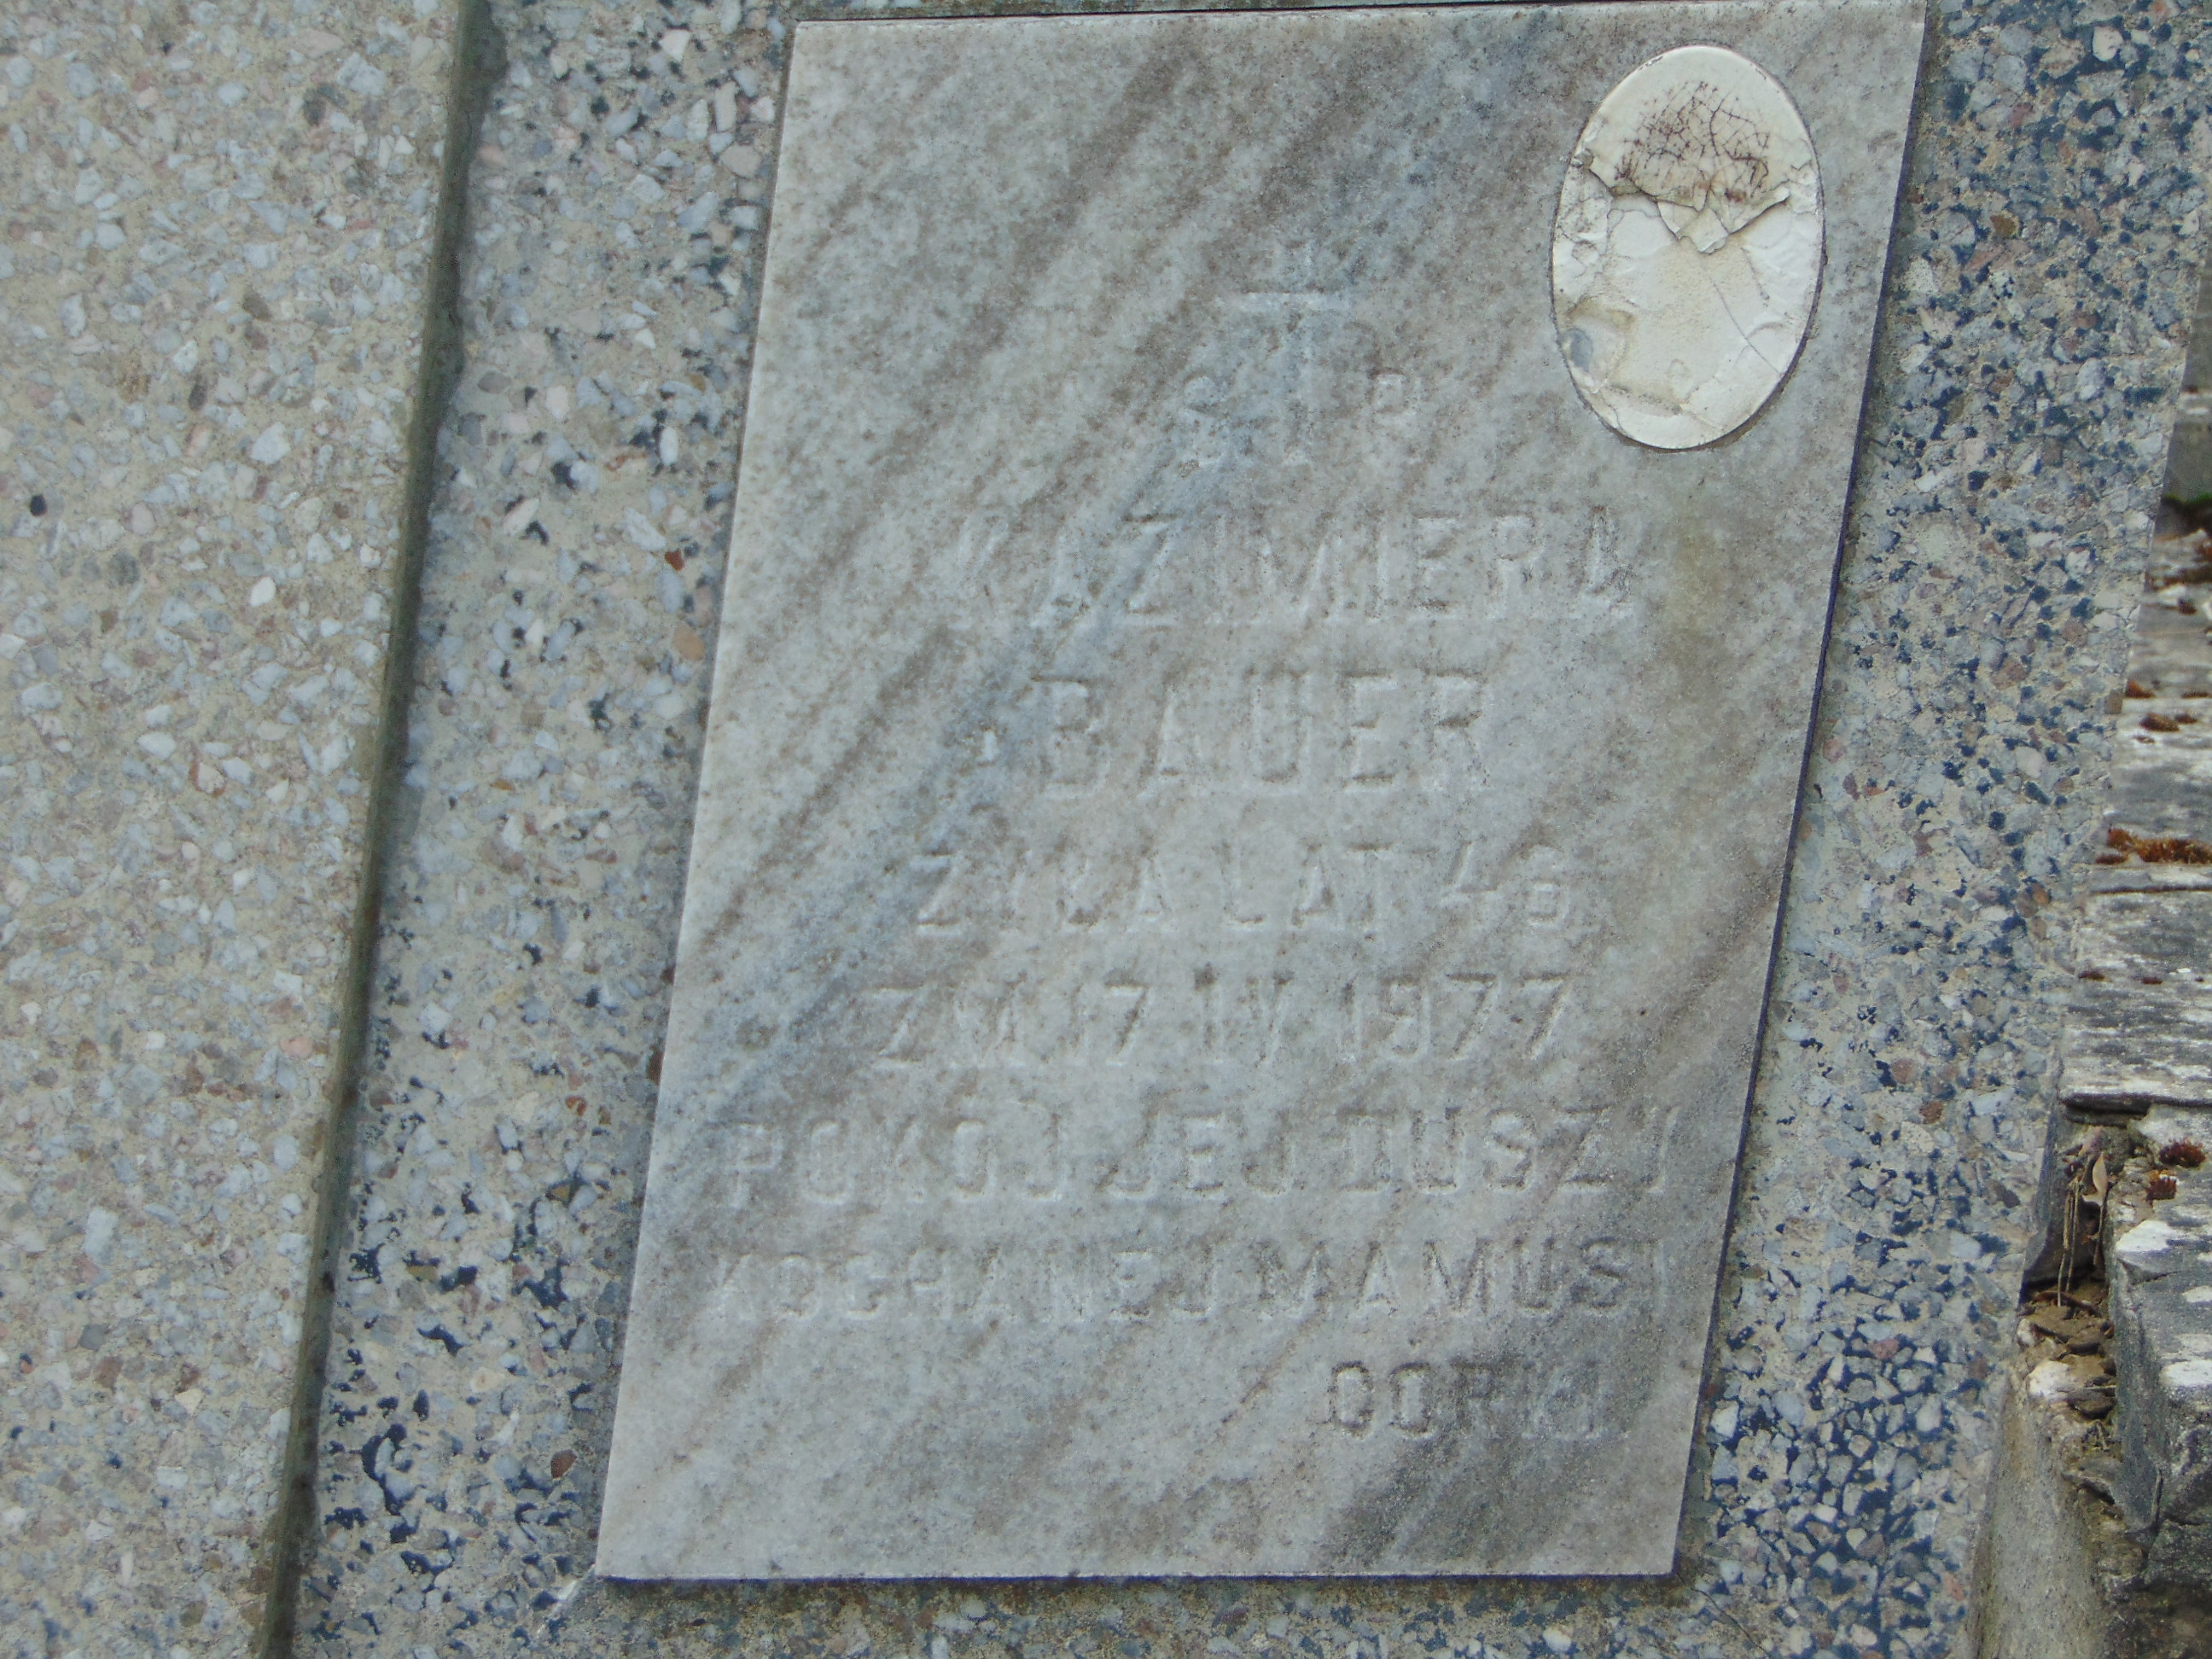 Ś P
KAZIMIERA
BAUER
ŻYŁA LAT 46
ZM. 17 IV 1977
POKÓJ JEJ DUSZY
KOCHANEJ MAMUSI
CÓRKI